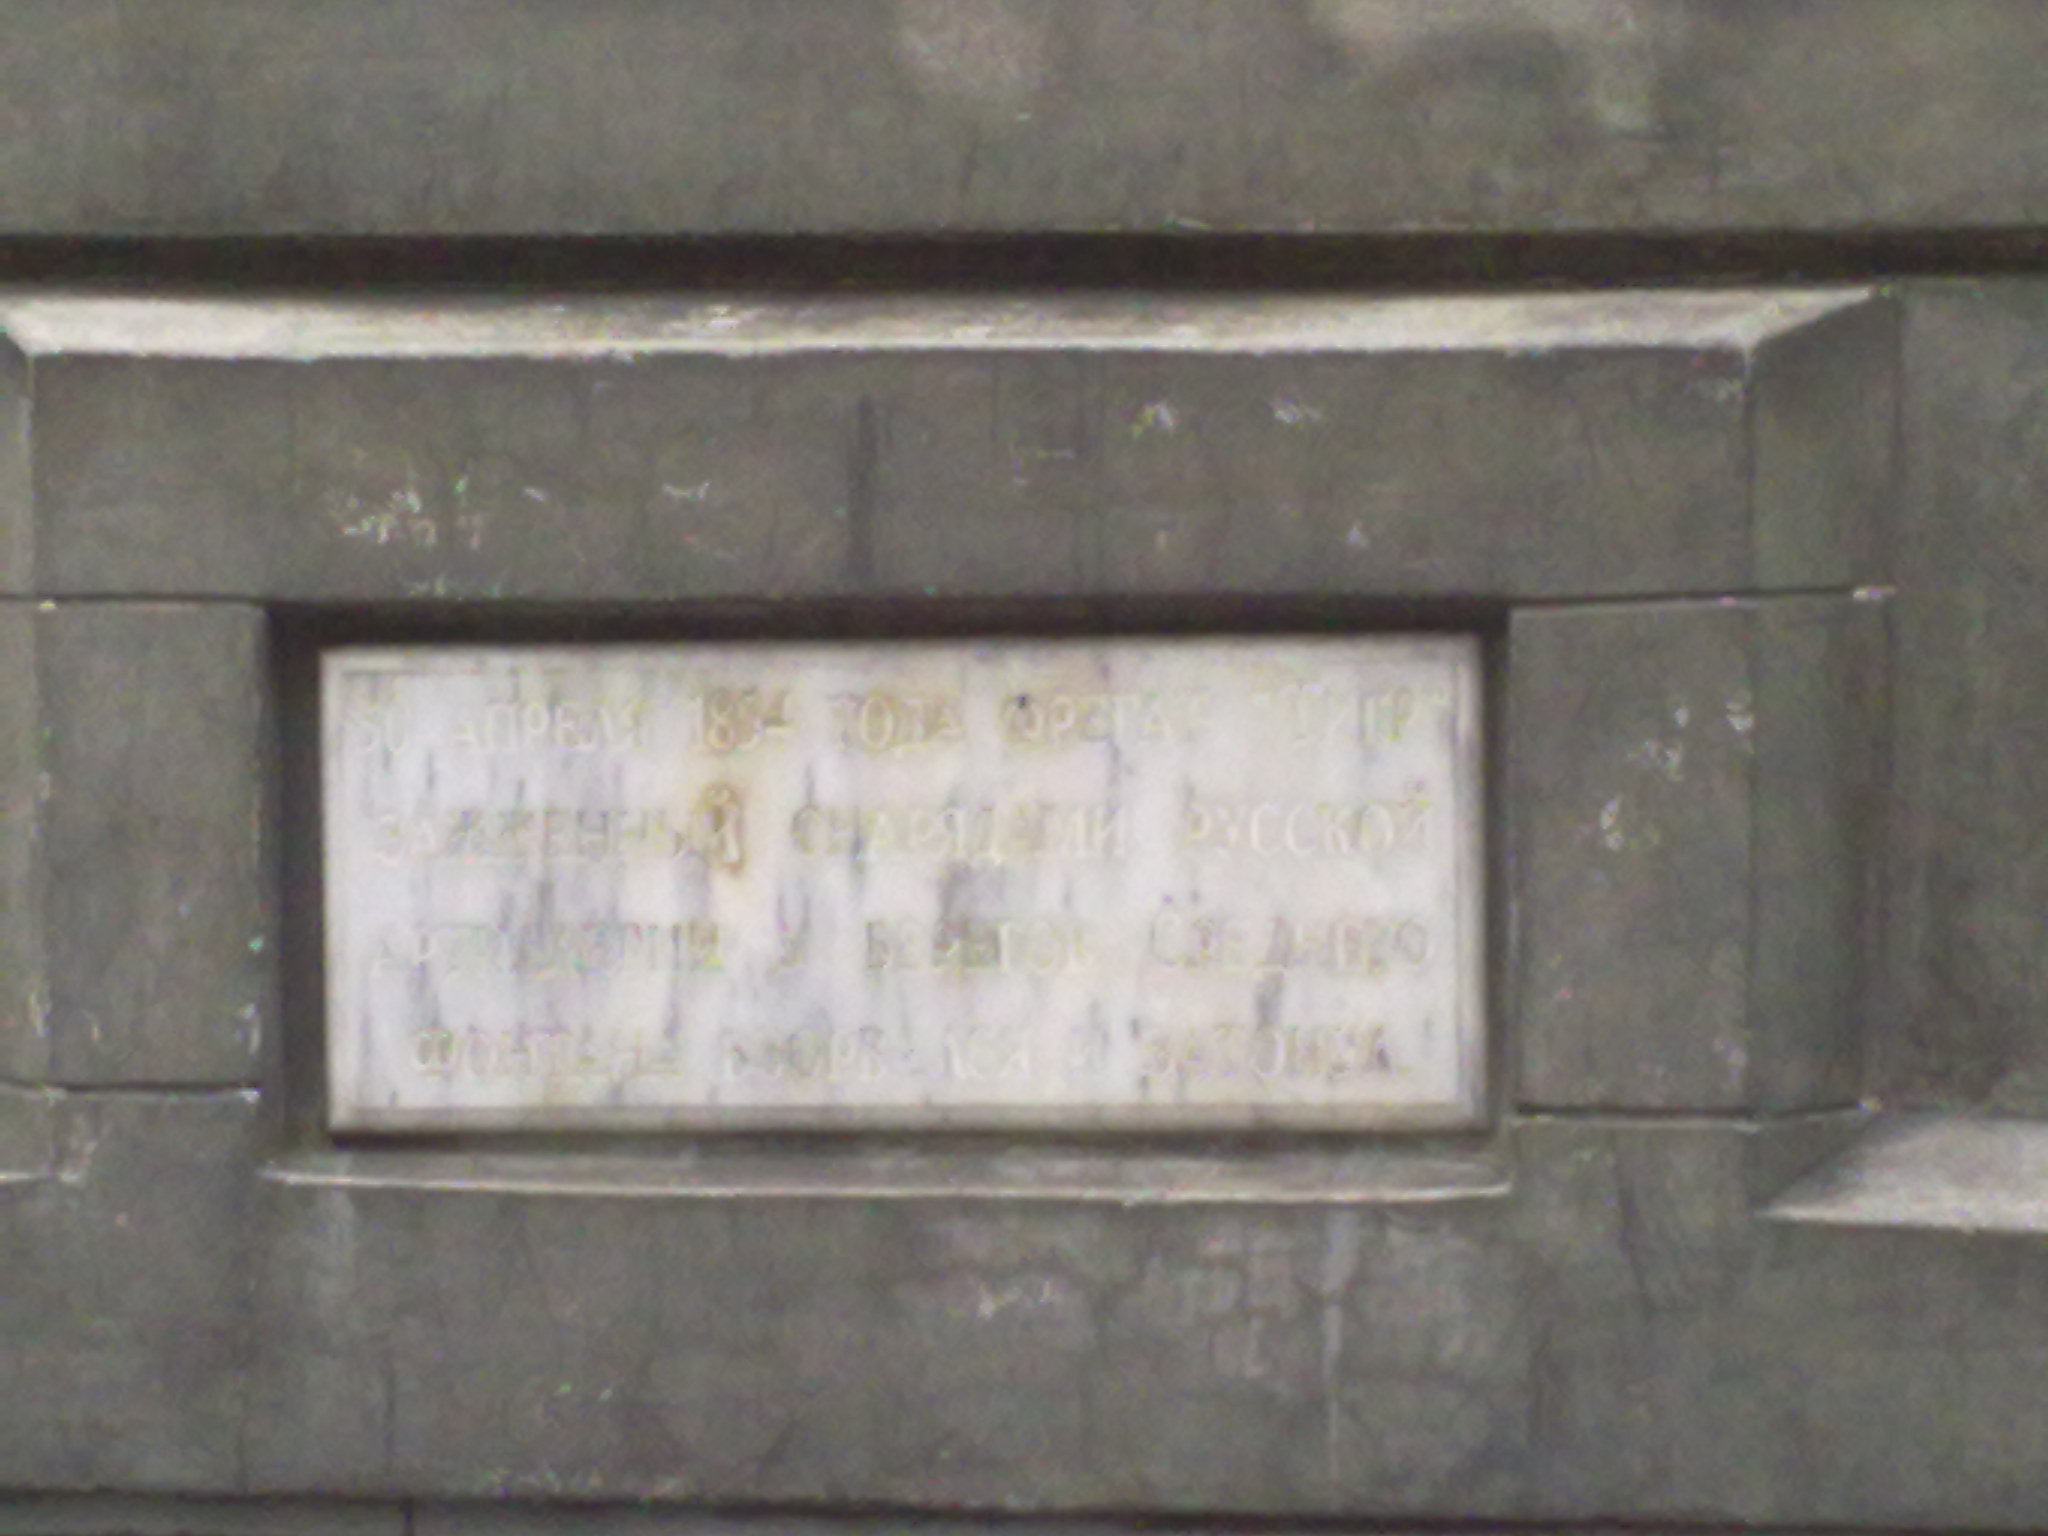 30 АПРЕЛЯ 1854 ГОДА ФРЕГАТ "ТИГР"
ЗАЖЖЕННЫЙ СНАРЯДАМИ РУССКОЙ
АРТИЛЛЕРИИ У БЕРЕГОВ СРЕДНЕГО
ФОНТАНА ВЗОРВАЛСЯ И ЗАТОНУЛ